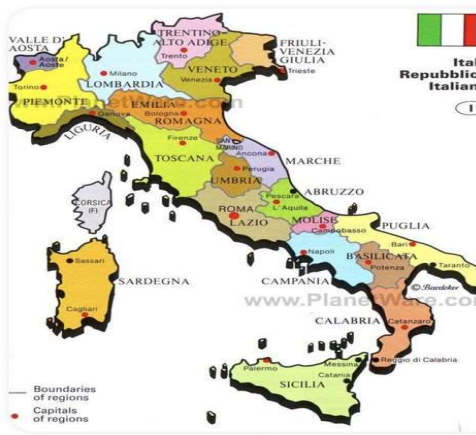 VALLE D'
AOSTA
Aosta/
Aoste
TRENTINO-
ALTO ADIGE
Trento
FRIULI-
VENEZIA
GIULIA
Trieste
Milano
LOMBARDIA
VENETO
Venezia
Torino
PIEMONTE
Genova
LIGURIA
EMILIA
Bologna
ROMAGNA
Firenze
TOSCANA
SAN
MARINO
Ancona
MARCHE
Perugia
UMBRIA
ABRUZZO
Pescara
L'Aquila
ROMA
LAZIO
MOLISE
Campobasso
PUGLIA
Bari
Taranto
Napoli
CAMPANIA
BASILICATA
Potenza
© Baedeker
www.PlanetWare.com
CORSICA
(F)
Sassari
SARDEGNA
Cagliari
CALABRIA
Catanzaro
Reggio di Calabria
Messina
Palermo
Catania
SICILIA
Ital
Repubblic
Italian
I
Boundaries
of regions
Capitals
of regions